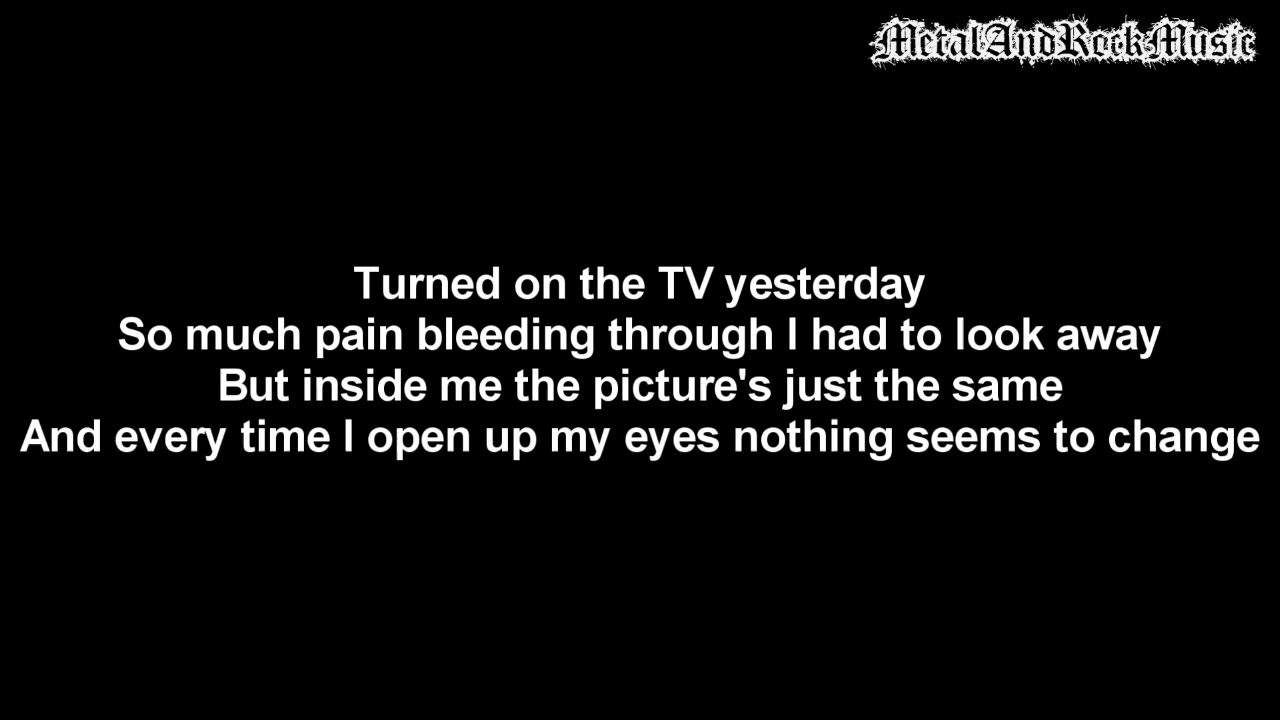 MetalAndRockMusic
Turned on the TV yesterday
So much pain bleeding through I had to look away
But inside me the picture's just the same
And every time I open up my eyes nothing seems to change